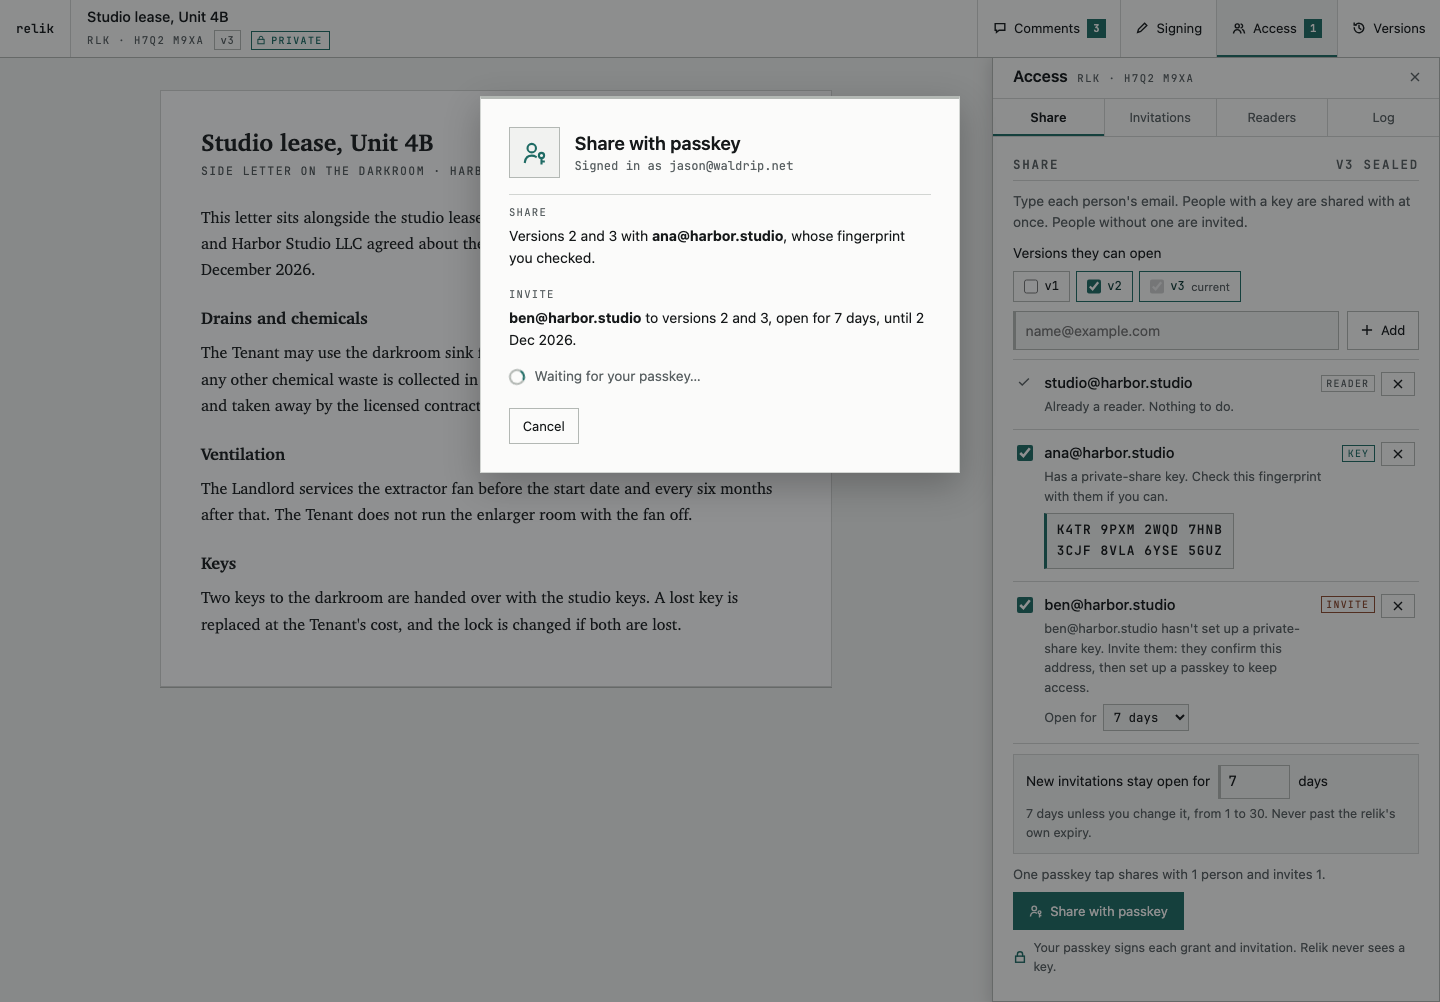 relik
Studio lease, Unit 4B
RLK · H7Q2 M9XA v3 PRIVATE
Comments 3
Signing
Access 1
Versions
Studio lease, Unit 4B
SIDE LETTER ON THE DARKROOM · HARB
This letter sits alongside the studio lease
and Harbor Studio LLC agreed about the
December 2026.
Drains and chemicals
The Tenant may use the darkroom sink
any other chemical waste is collected in
and taken away by the licensed contract
Ventilation
The Landlord services the extractor fan before the start date and every six months
after that. The Tenant does not run the enlarger room with the fan off.
Keys
Two keys to the darkroom are handed over with the studio keys. A lost key is
replaced at the Tenant's cost, and the lock is changed if both are lost.
Share with passkey
Signed in as jason@waldrip.net
SHARE
Versions 2 and 3 with ana@harbor.studio, whose fingerprint
you checked.
INVITE
ben@harbor.studio to versions 2 and 3, open for 7 days, until 2
Dec 2026.
Waiting for your passkey…
Cancel
Access RLK · H7Q2 M9XA
Share
Invitations
Readers
Log
SHARE V3 SEALED
Type each person's email. People with a key are shared with at
once. People without one are invited.
Versions they can open
v1
v2
v3 current
name@example.com
Add
studio@harbor.studio READER
Already a reader. Nothing to do.
ana@harbor.studio KEY
Has a private-share key. Check this fingerprint
with them if you can.
K4TR 9PXM 2WQD 7HNB
3CJF 8VLA 6YSE 5GUZ
ben@harbor.studio INVITE
ben@harbor.studio hasn't set up a private-
share key. Invite them: they confirm this
address, then set up a passkey to keep
access.
Open for 7 days
New invitations stay open for 7 days
7 days unless you change it, from 1 to 30. Never past the relik's
own expiry.
One passkey tap shares with 1 person and invites 1.
Share with passkey
Your passkey signs each grant and invitation. Relik never sees a
key.